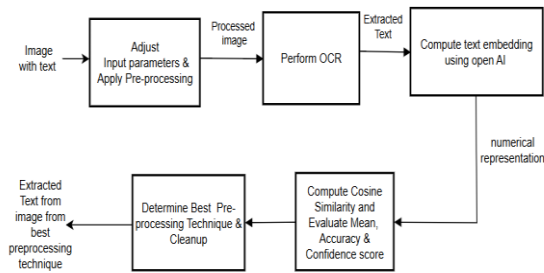 Image
with text
Adjust
Input parameters &
Apply Pre-processing
Processed
image
Perform OCR
Extracted
Text
Compute text embedding
using open AI
numerical
representation
Compute Cosine
Similarity and
Evaluate Mean,
Accuracy &
Confidence score
Determine Best Pre-
processing Technique &
Cleanup
Extracted
Text from
image from
best
preprocessing
technique